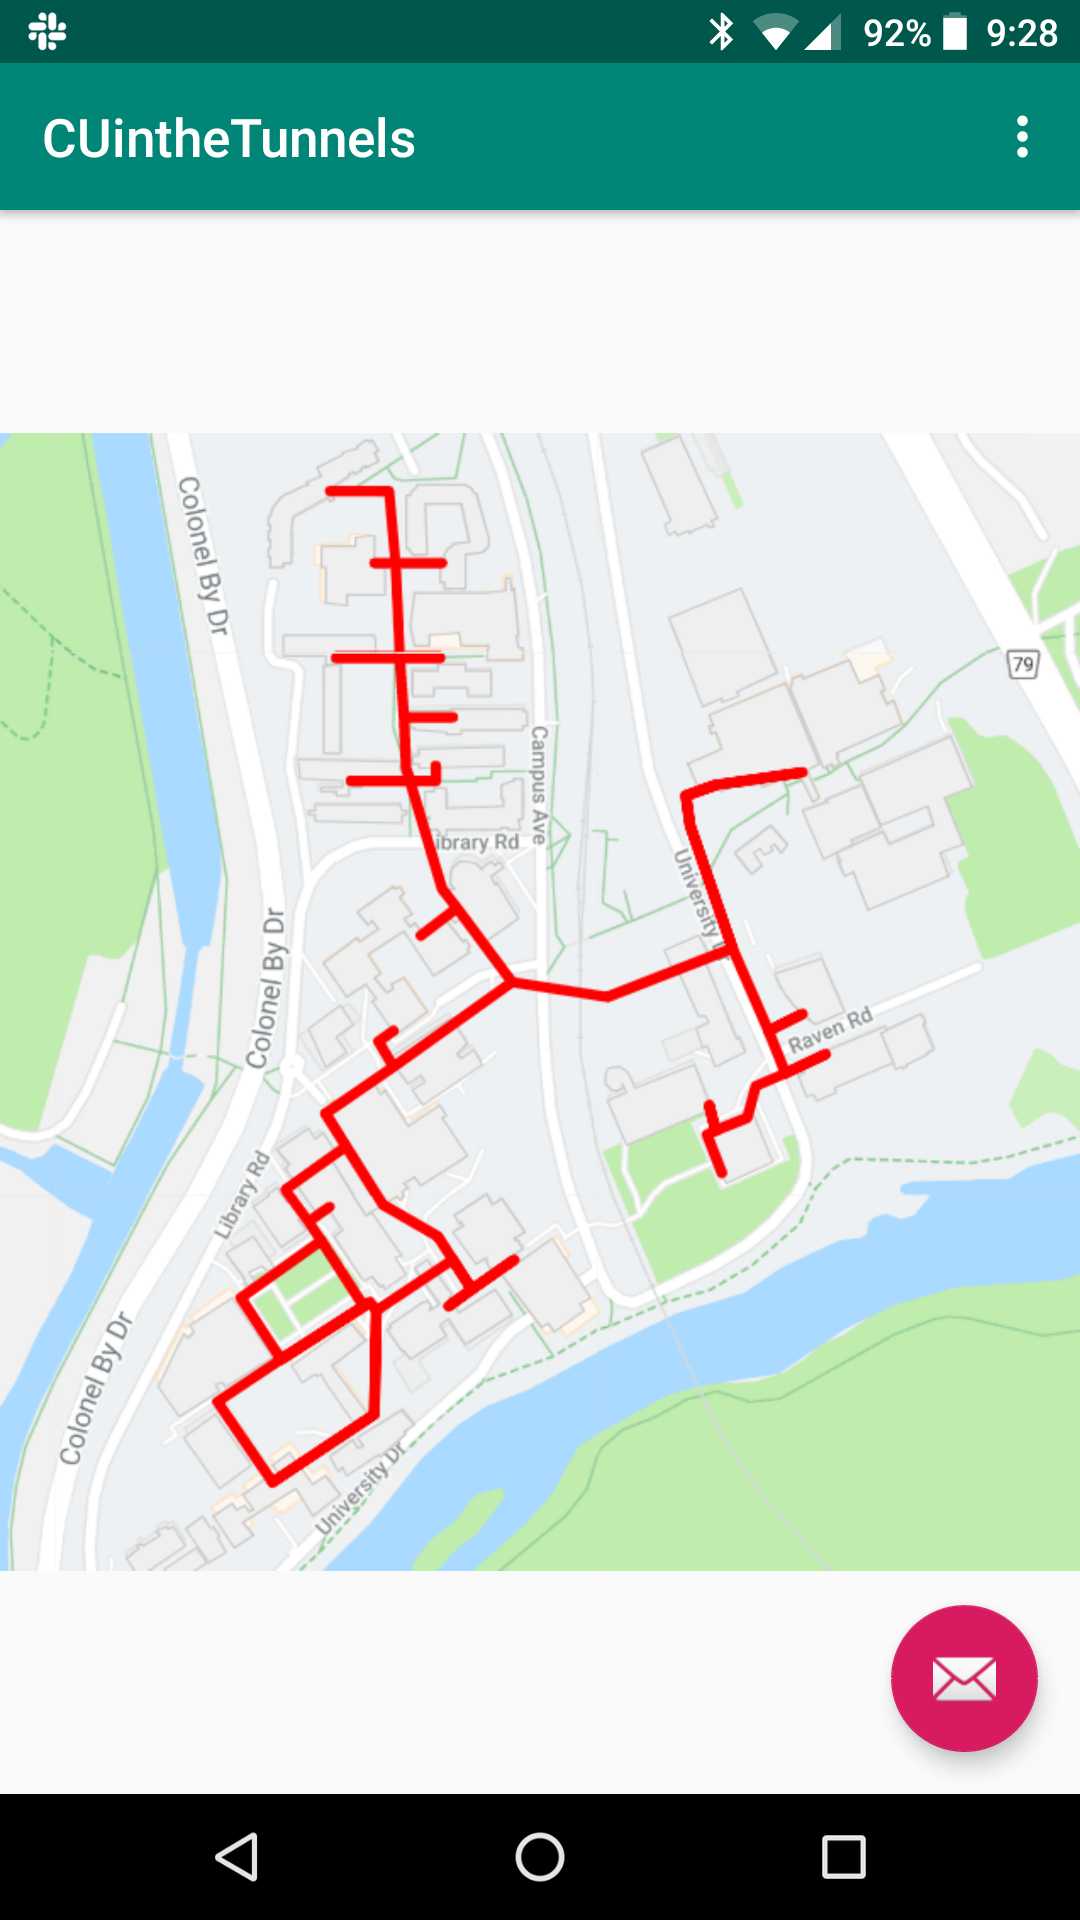 92% 9:28
CUintheTunnels
Colonel By Dr
79
Campus Ave
ibrary Rd
University D
Colonel By Dr
Raven Rd
Library Rd
Colonel By Dr
University Dr